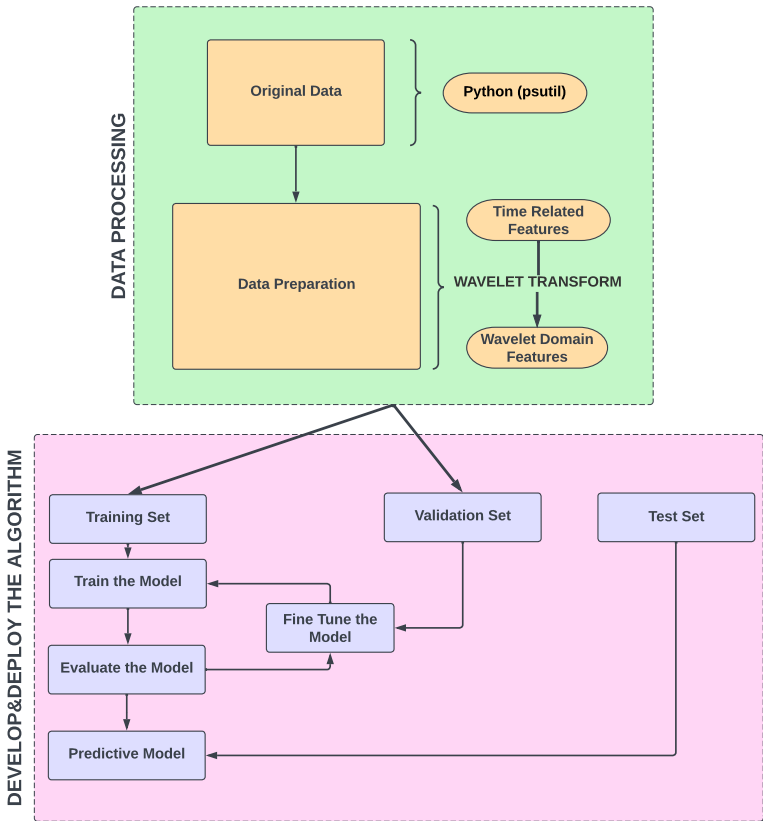 DATA PROCESSING
Original Data
Python (psutil)
Data Preparation
Time Related
Features
WAVELET TRANSFORM
Wavelet Domain
Features
DEVELOP&DEPLOY THE ALGORITHM
Training Set
Validation Set
Test Set
Train the Model
Fine Tune the
Model
Evaluate the Model
Predictive Model